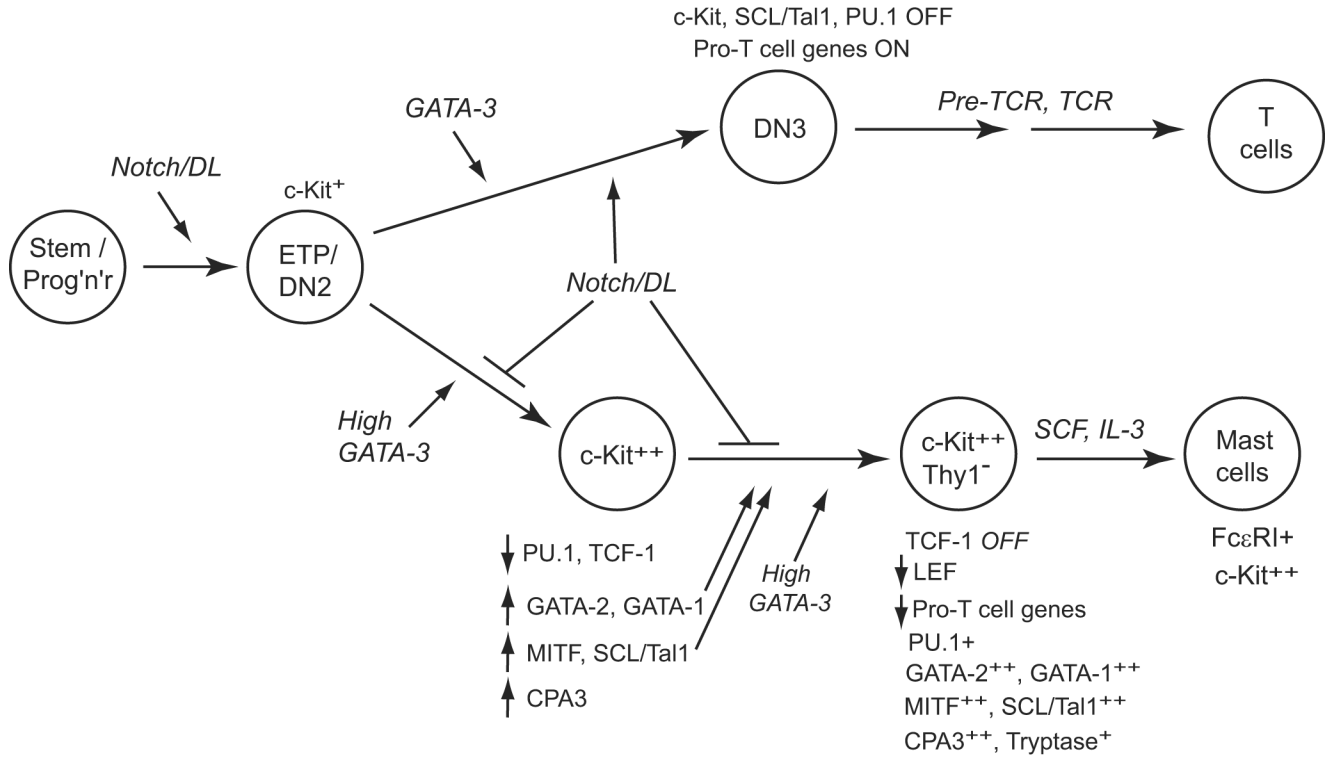 c-Kit, SCL/Tal1, PU.1 OFF
Pro-T cell genes ON
GATA-3
DN3
Pre-TCR, TCR
T
cells
Notch/DL
c-Kit⁺
Stem /
Prog'n'r
ETP/
DN2
Notch/DL
High
GATA-3
c-Kit⁺⁺
c-Kit⁺⁺
Thy1⁻
SCF, IL-3
Mast
cells
FcεRI+
c-Kit⁺⁺
PU.1, TCF-1
GATA-2, GATA-1
MITF, SCL/Tal1
CPA3
High
GATA-3
TCF-1 OFF
LEF
Pro-T cell genes
PU.1+
GATA-2⁺⁺, GATA-1⁺⁺
MITF⁺⁺, SCL/Tal1⁺⁺
CPA3⁺⁺, Tryptase⁺